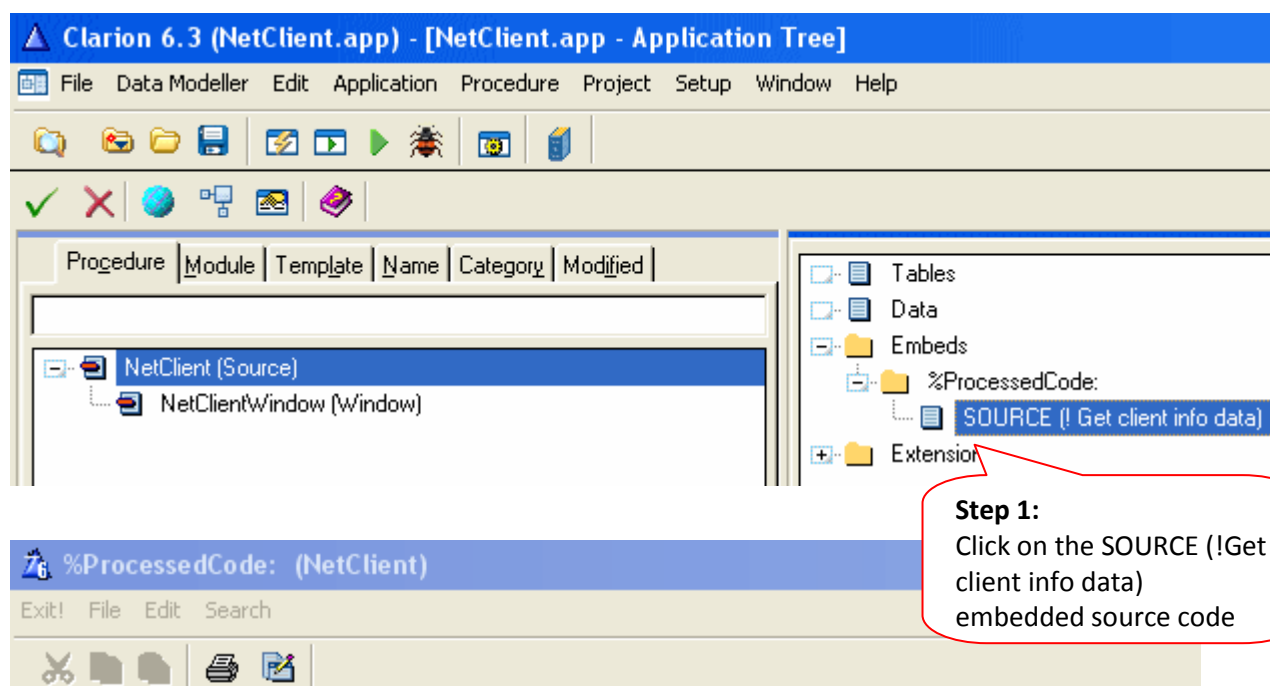 Clarion 6.3 (NetClient.app) - [NetClient.app - Application Tree]
File Data Modeller Edit Application Procedure Project Setup Window Help
Procedure Module Template Name Category Modified
NetClient (Source)
NetClientWindow (Window)
Tables
Data
Embeds
%ProcessedCode:
SOURCE (! Get client info data)
Extension
Step 1:
Click on the SOURCE (!Get
client info data)
embedded source code
%ProcessedCode: (NetClient)
Exit! File Edit Search